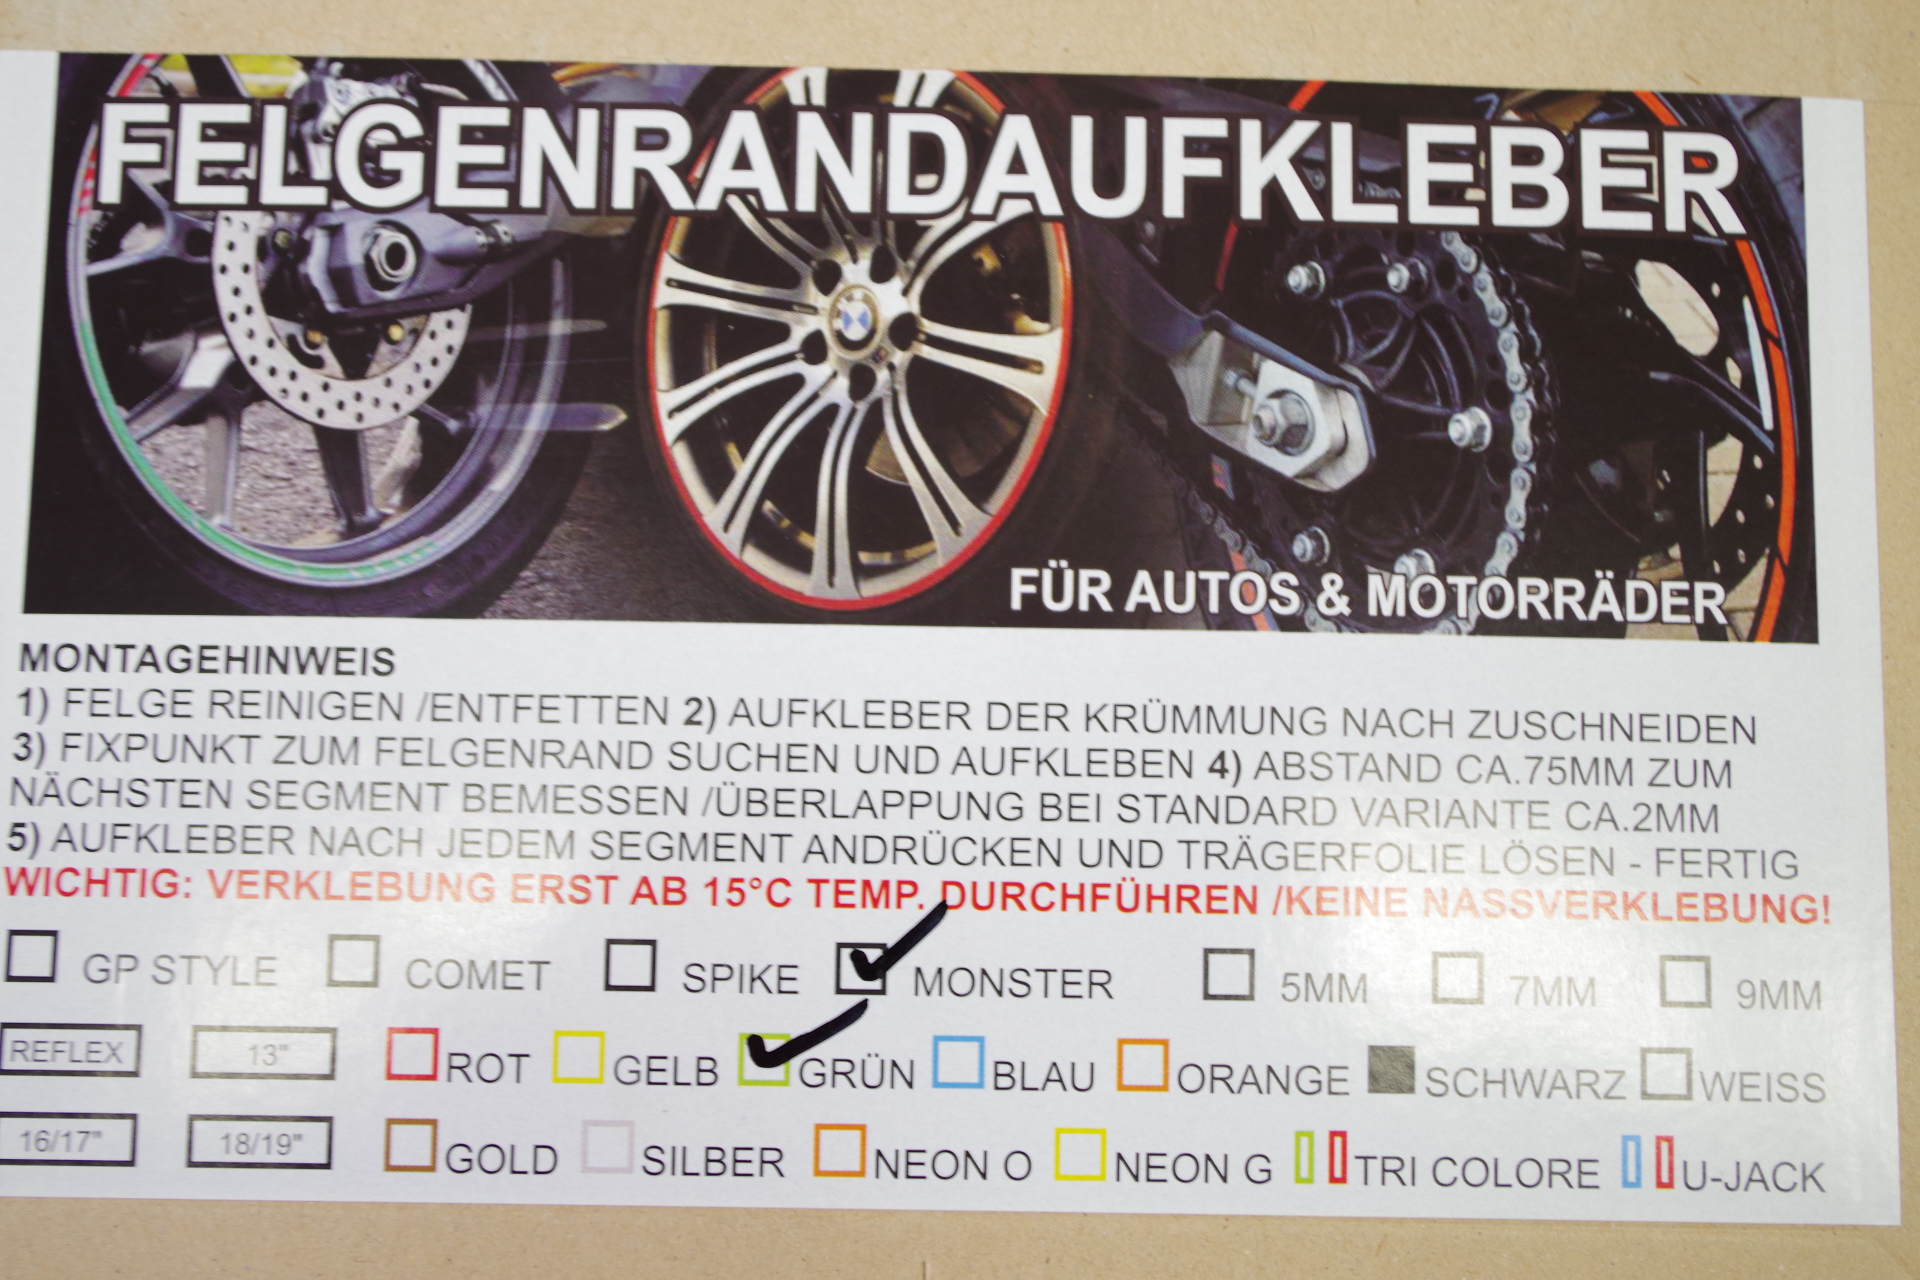 FELGENRANDAUFKLEBER
FÜR AUTOS & MOTORRÄDER
MONTAGEHINWEIS
1) FELGE REINIGEN /ENTFETTEN 2) AUFKLEBER DER KRÜMMUNG NACH ZUSCHNEIDEN
3) FIXPUNKT ZUM FELGENRAND SUCHEN UND AUFKLEBEN 4) ABSTAND CA.75MM ZUM
NÄCHSTEN SEGMENT BEMESSEN /ÜBERLAPPUNG BEI STANDARD VARIANTE CA.2MM
5) AUFKLEBER NACH JEDEM SEGMENT ANDRÜCKEN UND TRÄGERFOLIE LÖSEN - FERTIG
WICHTIG: VERKLEBUNG ERST AB 15°C TEMP. DURCHFÜHREN /KEINE NASSVERKLEBUNG!
GP STYLE COMET SPIKE MONSTER 5MM 7MM 9MM
REFLEX 13" ROT GELB GRÜN BLAU ORANGE SCHWARZ WEISS
16/17" 18/19" GOLD SILBER NEON O NEON G TRI COLORE U-JACK